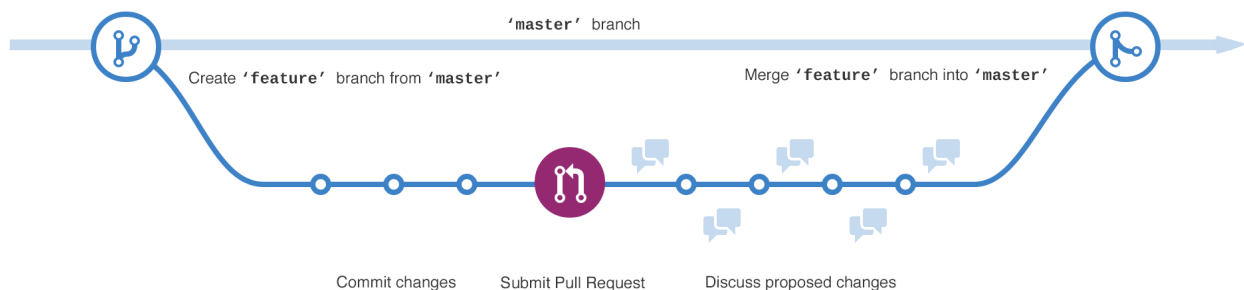 ‘master’ branch
Create ‘feature’ branch from ‘master’
Merge ‘feature’ branch into ‘master’
Commit changes
Submit Pull Request
Discuss proposed changes